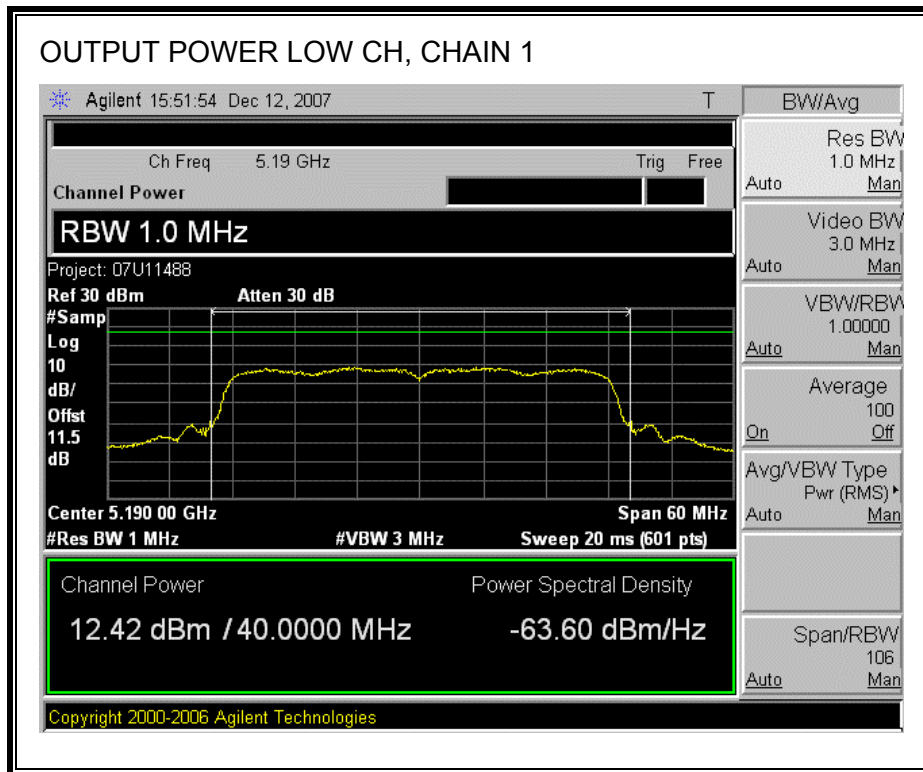 OUTPUT POWER LOW CH, CHAIN 1
Agilent 15:51:54 Dec 12, 2007 T
BW/Avg
Ch Freq 5.19 GHz Trig Free
Channel Power
RBW 1.0 MHz
Project: 07U11488
Ref 30 dBm Atten 30 dB
#Samp
Log
10
dB/
Offst
11.5
dB
Center 5.190 00 GHz Span 60 MHz
#Res BW 1 MHz #VBW 3 MHz Sweep 20 ms (601 pts)
Channel Power Power Spectral Density
12.42 dBm / 40.0000 MHz -63.60 dBm/Hz
Copyright 2000-2006 Agilent Technologies
Res BW
1.0 MHz
Auto Man
Video BW
3.0 MHz
Auto Man
VBW/RBW
1.00000
Auto Man
Average
100
On Off
Avg/VBW Type
Pwr (RMS)
Auto Man
Span/RBW
106
Auto Man